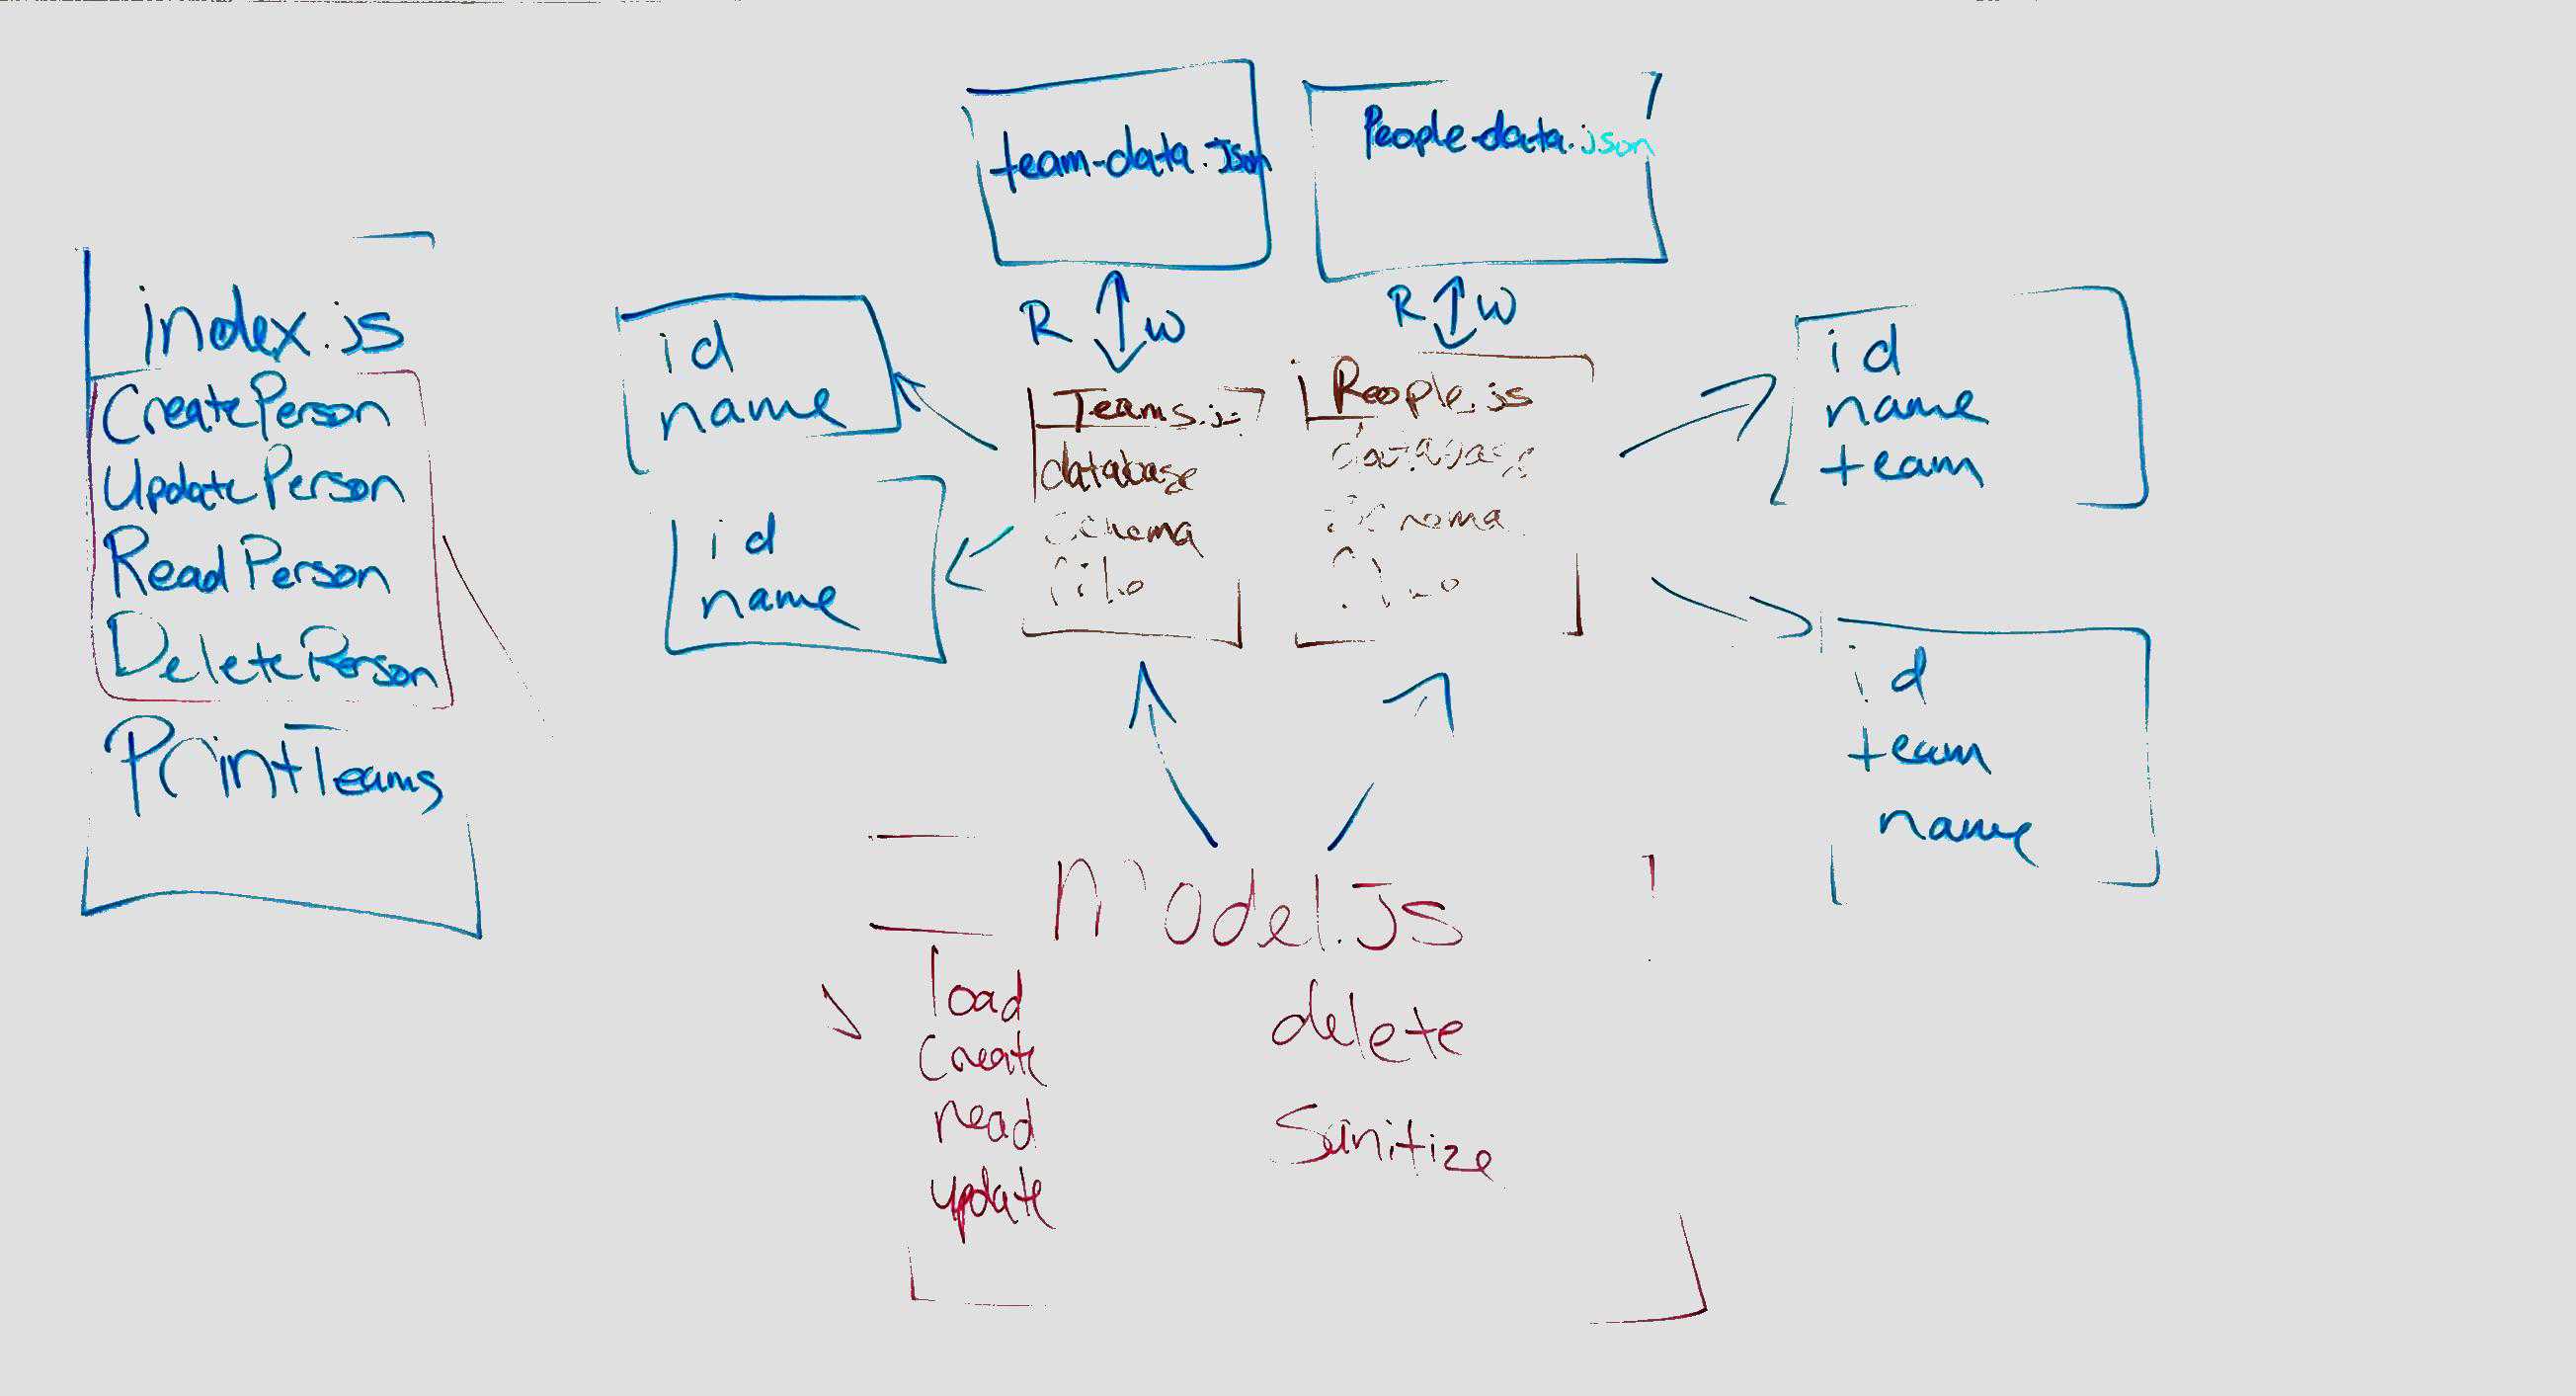 team-data.json
People-data.json
R W
R W
index.js
CreatePerson
UpdatePerson
ReadPerson
DeletePerson
PrintTeams
id
name
id
name
Teams.js
database
Schema
file
People.js
database
Schema
id
name
team
id
team
name
model.js
load
Create
read
update
delete
Sanitize